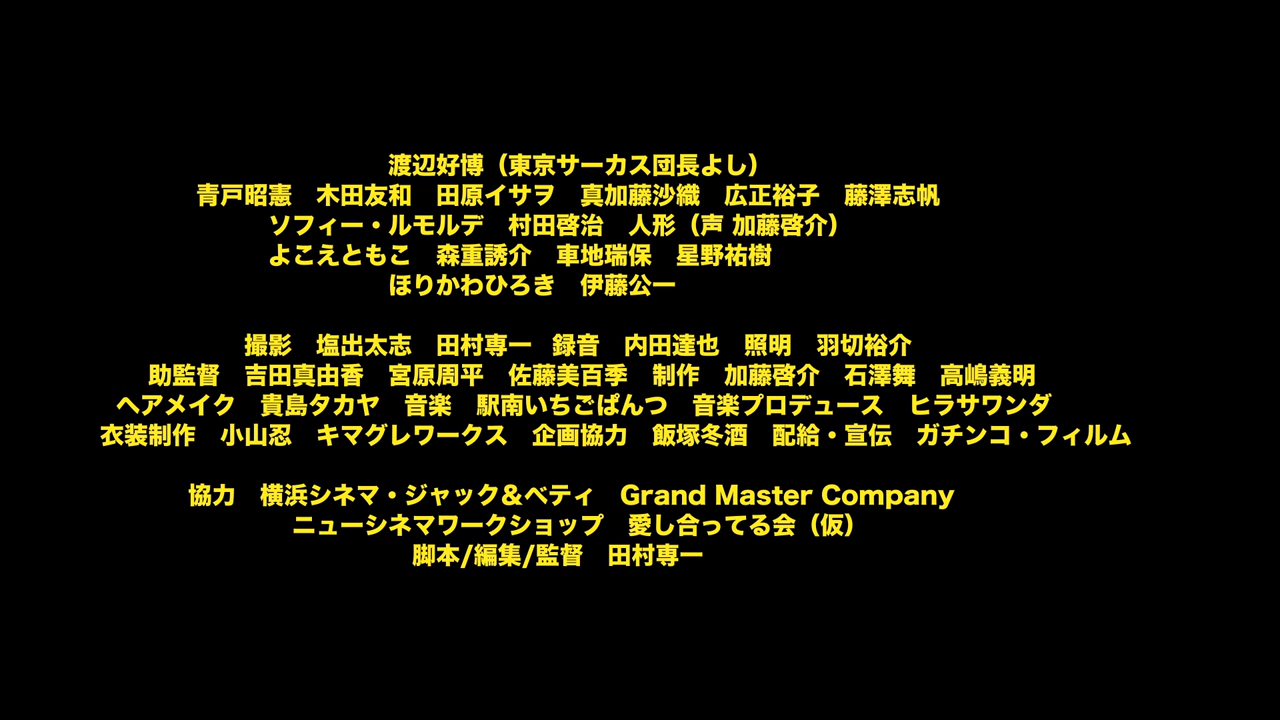 渡辺好博（東京サーカス団長よし）
青戸昭憲　木田友和　田原イサヲ　真加藤沙織　広正裕子　藤澤志帆
ソフィー・ルモルデ　村田啓治　人形（声 加藤啓介）
よこえともこ　森重誘介　車地瑞保　星野祐樹
ほりかわひろき　伊藤公一
撮影　塩出太志　田村専一　録音　内田達也　照明　羽切裕介
助監督　吉田真由香　宮原周平　佐藤美百季　制作　加藤啓介　石澤舞　高嶋義明
ヘアメイク　貴島タカヤ　音楽　駅南いちごぱんつ　音楽プロデュース　ヒラサワンダ
衣装制作　小山忍　キマグレワークス　企画協力　飯塚冬酒　配給・宣伝　ガチンコ・フィルム
協力　横浜シネマ・ジャック&ベティ　Grand Master Company
ニューシネマワークショップ　愛し合ってる会（仮）
脚本/編集/監督　田村専一